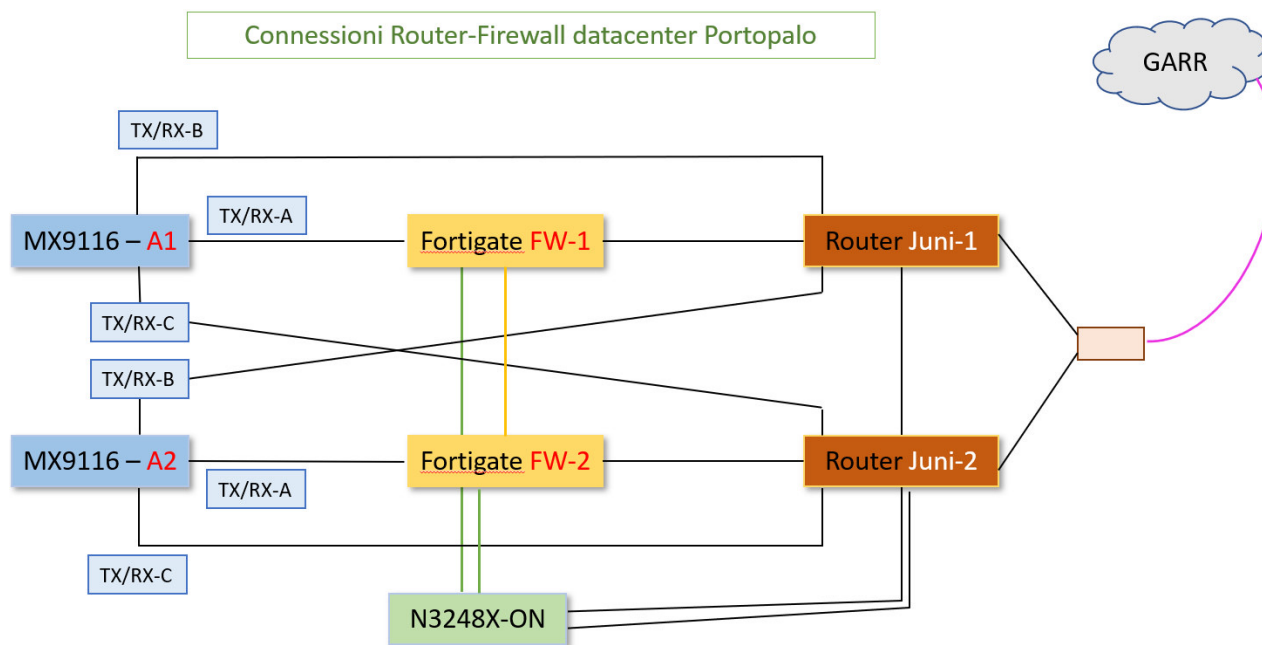 Connessioni Router-Firewall datacenter Portopalo
GARR
TX/RX-B
TX/RX-A
MX9116 – A1
Fortigate FW-1
Router Juni-1
TX/RX-C
TX/RX-B
MX9116 – A2
Fortigate FW-2
Router Juni-2
TX/RX-A
TX/RX-C
N3248X-ON